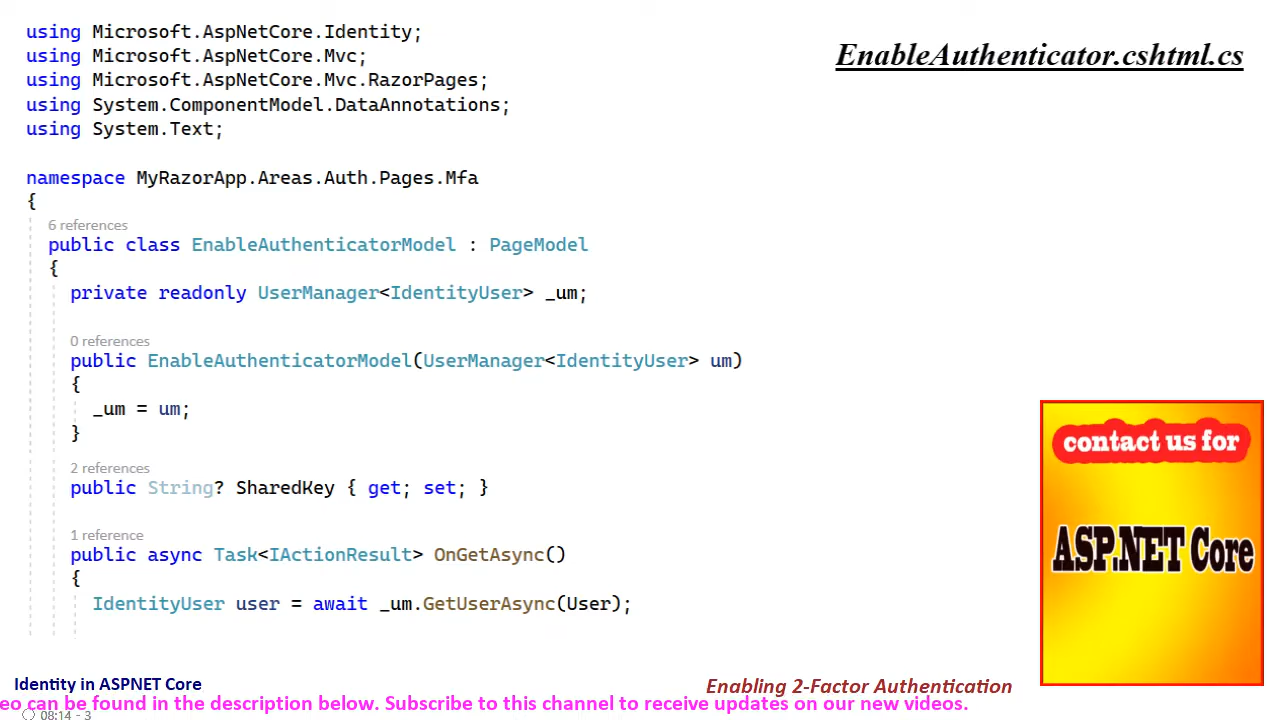 using Microsoft.AspNetCore.Identity;
using Microsoft.AspNetCore.Mvc;
using Microsoft.AspNetCore.Mvc.RazorPages;
using System.ComponentModel.DataAnnotations;
using System.Text;
EnableAuthenticator.cshtml.cs
namespace MyRazorApp.Areas.Auth.Pages.Mfa
{
6 references
public class EnableAuthenticatorModel : PageModel
{
private readonly UserManager<IdentityUser> _um;
0 references
public EnableAuthenticatorModel(UserManager<IdentityUser> um)
{
_um = um;
}
2 references
public String? SharedKey { get; set; }
1 reference
public async Task<IActionResult> OnGetAsync()
{
IdentityUser user = await _um.GetUserAsync(User);
contact us for
ASP.NET Core
Identity in ASPNET Core
Enabling 2-Factor Authentication
eo can be found in the description below. Subscribe to this channel to receive updates on our new videos.
08:14 - 3